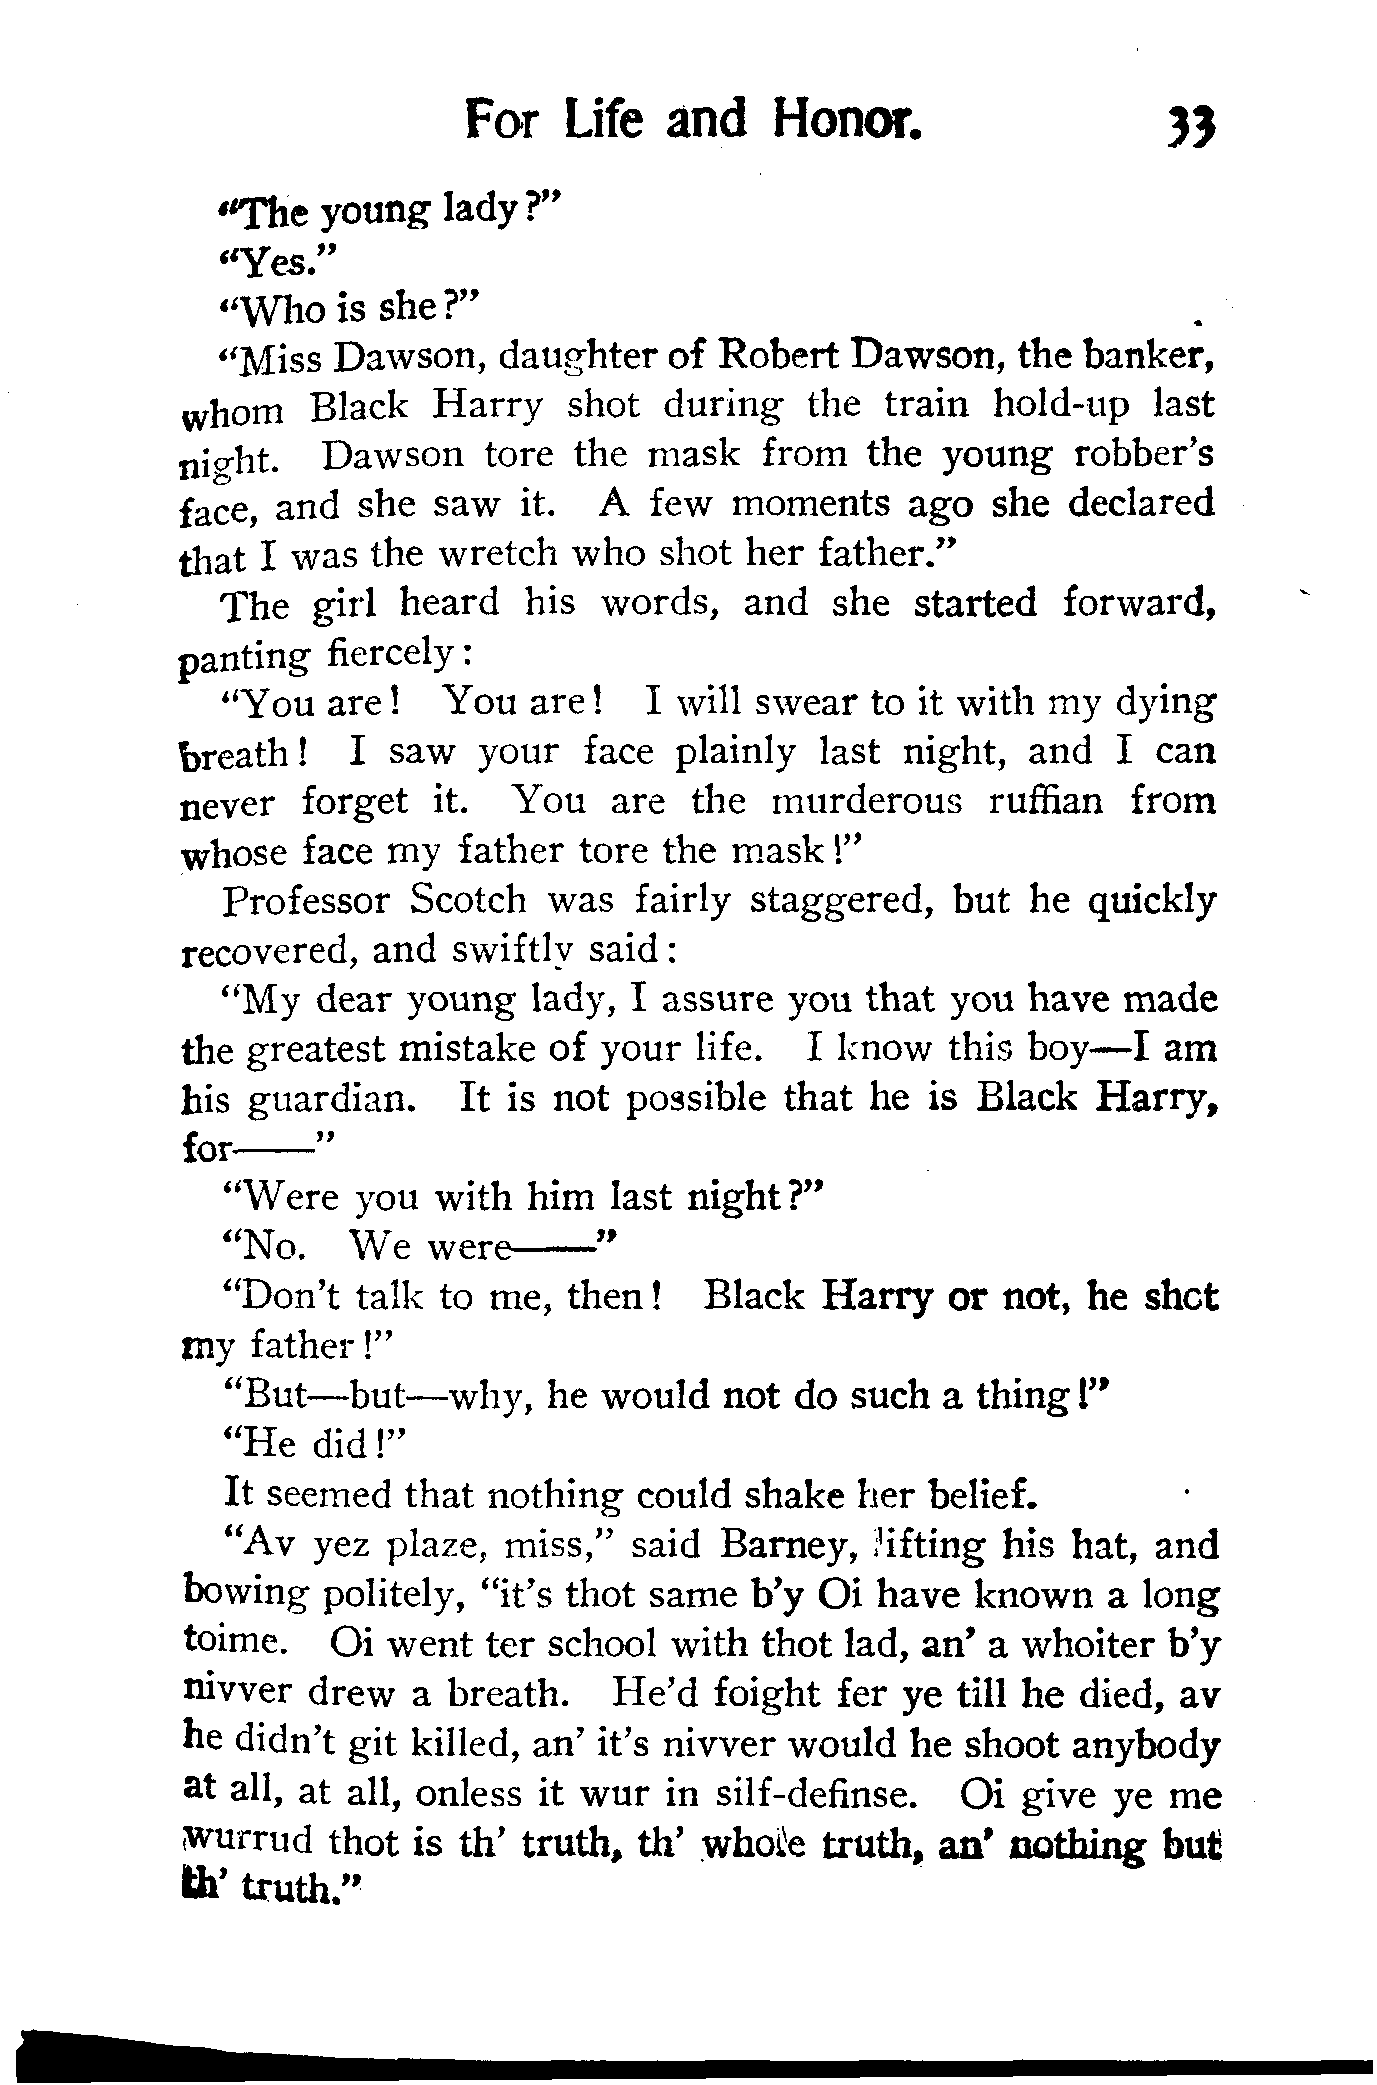 For Life and Honor. 33
"The young lady?"
"Yes."
"Who is she?"
"Miss Dawson, daughter of Robert Dawson, the banker,
whom Black Harry shot during the train hold-up last
night. Dawson tore the mask from the young robber's
face, and she saw it. A few moments ago she declared
that I was the wretch who shot her father."
The girl heard his words, and she started forward,
panting fiercely:
"You are! You are! I will swear to it with my dying
breath! I saw your face plainly last night, and I can
never forget it. You are the murderous ruffian from
whose face my father tore the mask!"
Professor Scotch was fairly staggered, but he quickly
recovered, and swiftly said:
"My dear young lady, I assure you that you have made
the greatest mistake of your life. I know this boy—I am
his guardian. It is not possible that he is Black Harry,
for——"
"Were you with him last night?"
"No. We were——"
"Don't talk to me, then! Black Harry or not, he shot
my father!"
"But—but—why, he would not do such a thing!"
"He did!"
It seemed that nothing could shake her belief.
"Av yez plaze, miss," said Barney, lifting his hat, and
bowing politely, "it's thot same b'y Oi have known a long
toime. Oi went ter school with thot lad, an' a whoiter b'y
nivver drew a breath. He'd foight fer ye till he died, av
he didn't git killed, an' it's nivver would he shoot anybody
at all, at all, onless it wur in silf-definse. Oi give ye me
wurrud thot is th' truth, th' whole truth, an' nothing but
th' truth."